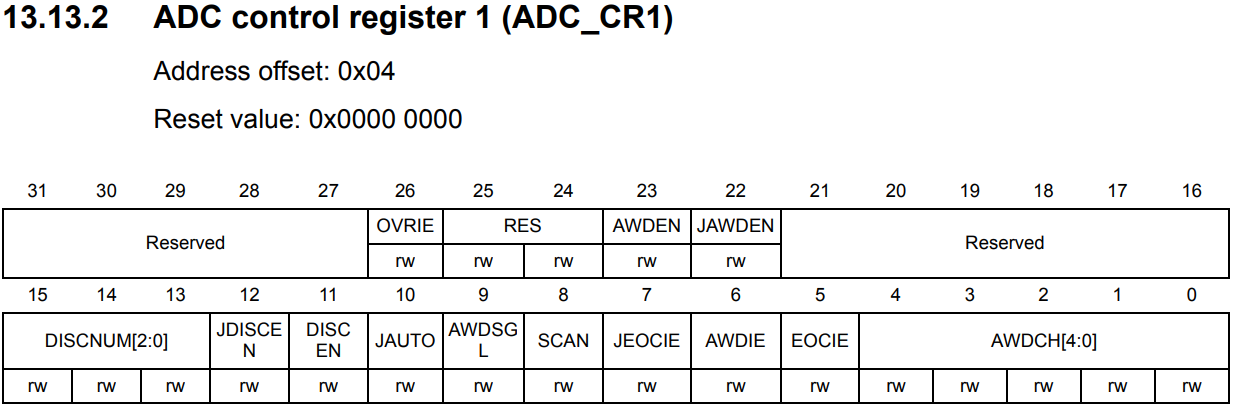 13.13.2 ADC control register 1 (ADC_CR1)
Address offset: 0x04
Reset value: 0x0000 0000
31 30 29 28 27 26 25 24 23 22 21 20 19 18 17 16
Reserved OVRIE RES AWDEN JAWDEN Reserved
rw rw rw rw rw
15 14 13 12 11 10 9 8 7 6 5 4 3 2 1 0
DISCNUM[2:0] JDISCE DISC JAUTO AWDSG SCAN JEOCIE AWDIE EOCIE AWDCH[4:0]
N EN L
rw rw rw rw rw rw rw rw rw rw rw rw rw rw rw rw